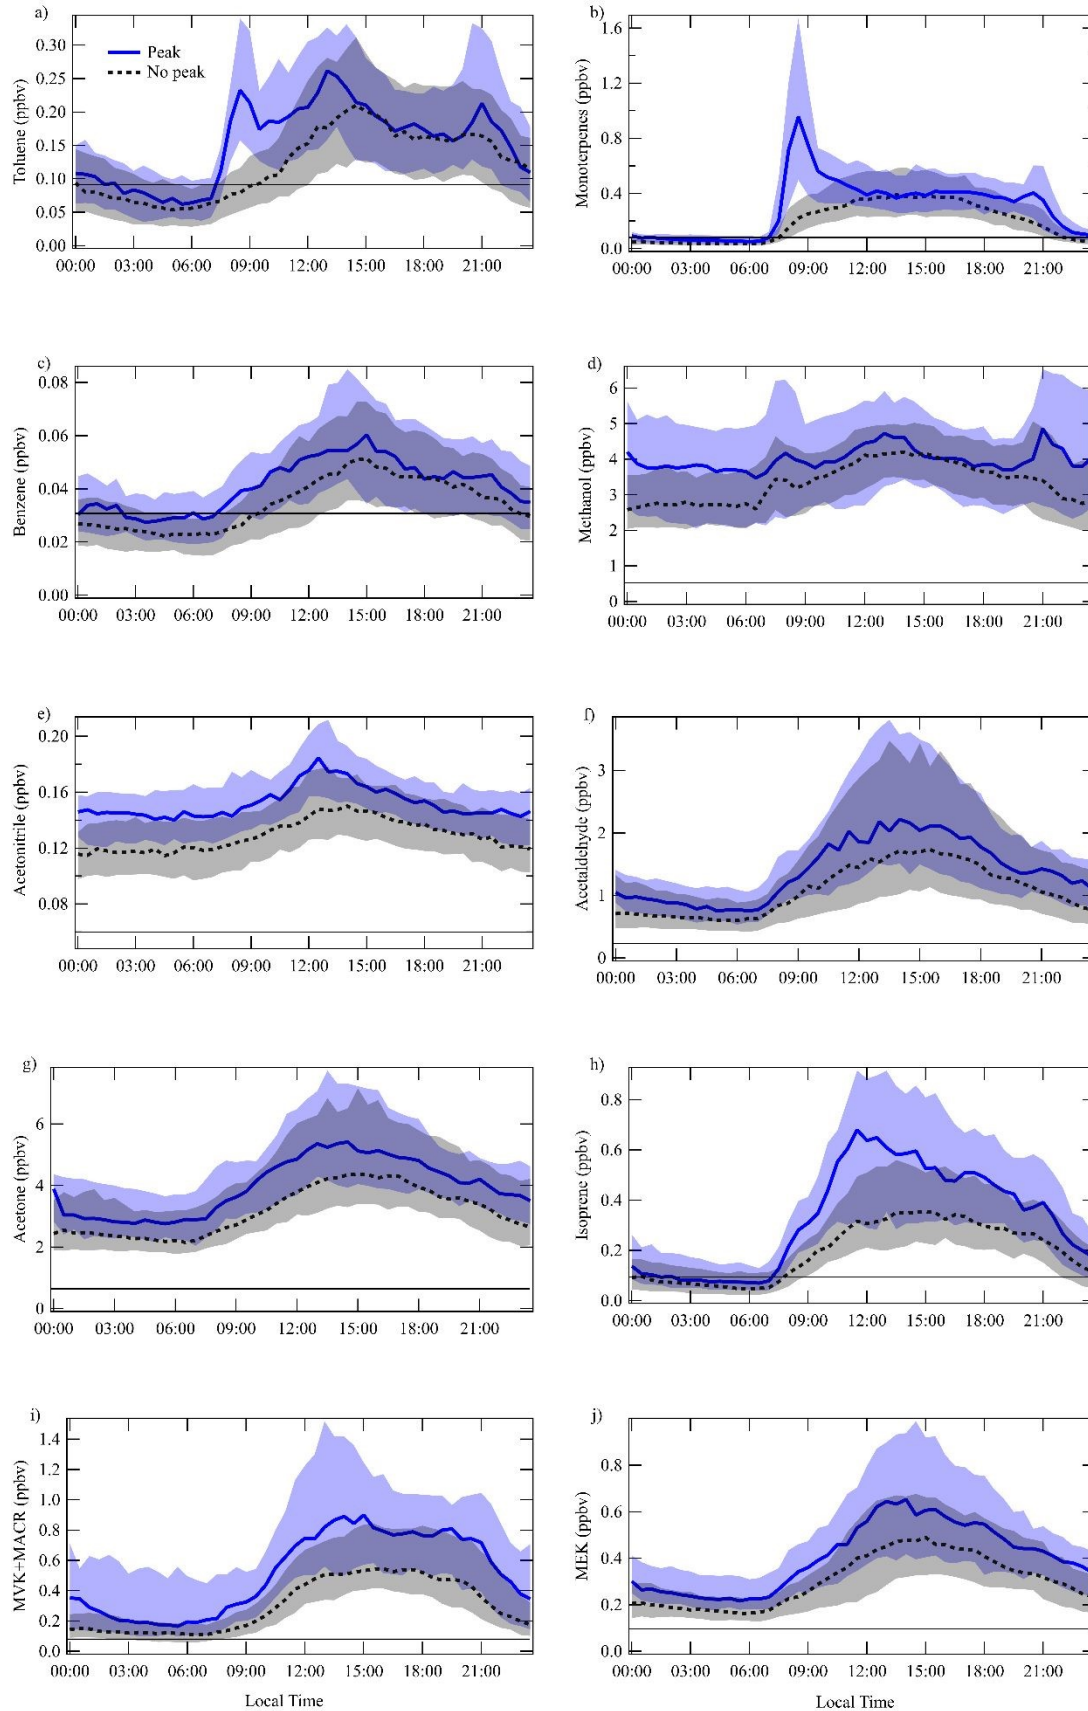 a)
Toluene (ppbv)
0.30
0.25
0.20
0.15
0.10
0.05
0.00
Peak
No peak
00:00 03:00 06:00 09:00 12:00 15:00 18:00 21:00
b)
Monoterpenes (ppbv)
1.6
1.2
0.8
0.4
0.0
00:00 03:00 06:00 09:00 12:00 15:00 18:00 21:00
c)
Benzene (ppbv)
0.08
0.06
0.04
0.02
0.00
00:00 03:00 06:00 09:00 12:00 15:00 18:00 21:00
d)
Methanol (ppbv)
6
5
4
3
2
1
0
00:00 03:00 06:00 09:00 12:00 15:00 18:00 21:00
e)
Acetonitrile (ppbv)
0.20
0.16
0.12
0.08
00:00 03:00 06:00 09:00 12:00 15:00 18:00 21:00
f)
Acetaldehyde (ppbv)
3
2
1
0
00:00 03:00 06:00 09:00 12:00 15:00 18:00 21:00
g)
Acetone (ppbv)
6
4
2
0
00:00 03:00 06:00 09:00 12:00 15:00 18:00 21:00
h)
Isoprene (ppbv)
0.8
0.6
0.4
0.2
0.0
00:00 03:00 06:00 09:00 12:00 15:00 18:00 21:00
i)
MVK+MACR (ppbv)
1.4
1.2
1.0
0.8
0.6
0.4
0.2
0.0
00:00 03:00 06:00 09:00 12:00 15:00 18:00 21:00
Local Time
j)
MEK (ppbv)
0.8
0.6
0.4
0.2
0.0
00:00 03:00 06:00 09:00 12:00 15:00 18:00 21:00
Local Time